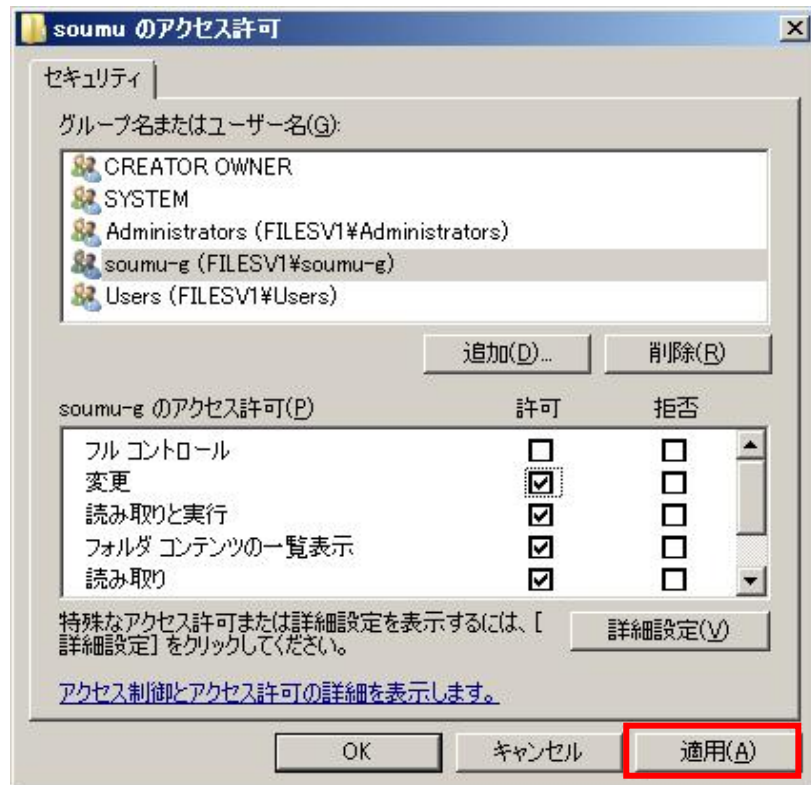 soumu のアクセス許可
セキュリティ
グループ名またはユーザー名(G):
CREATOR OWNER
SYSTEM
Administrators (FILESV1¥Administrators)
soumu-g (FILESV1¥soumu-g)
Users (FILESV1¥Users)
追加(D)... 削除(R)
soumu-g のアクセス許可(P) 許可 拒否
フル コントロール
変更
読み取りと実行
フォルダ コンテンツの一覧表示
読み取り
特殊なアクセス許可または詳細設定を表示するには、[
詳細設定] をクリックしてください。
詳細設定(V)
アクセス制御とアクセス許可の詳細を表示します。
OK キャンセル 適用(A)